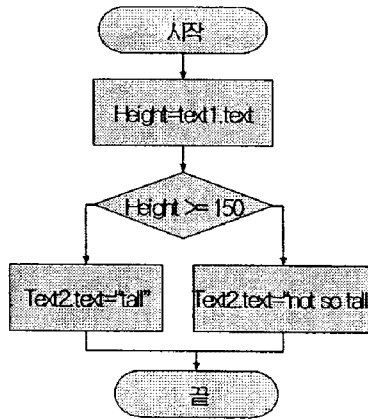 시작
Height=text1.text
Height >= 150
Text2.text="tall"
Text2.text="not so tall
끝